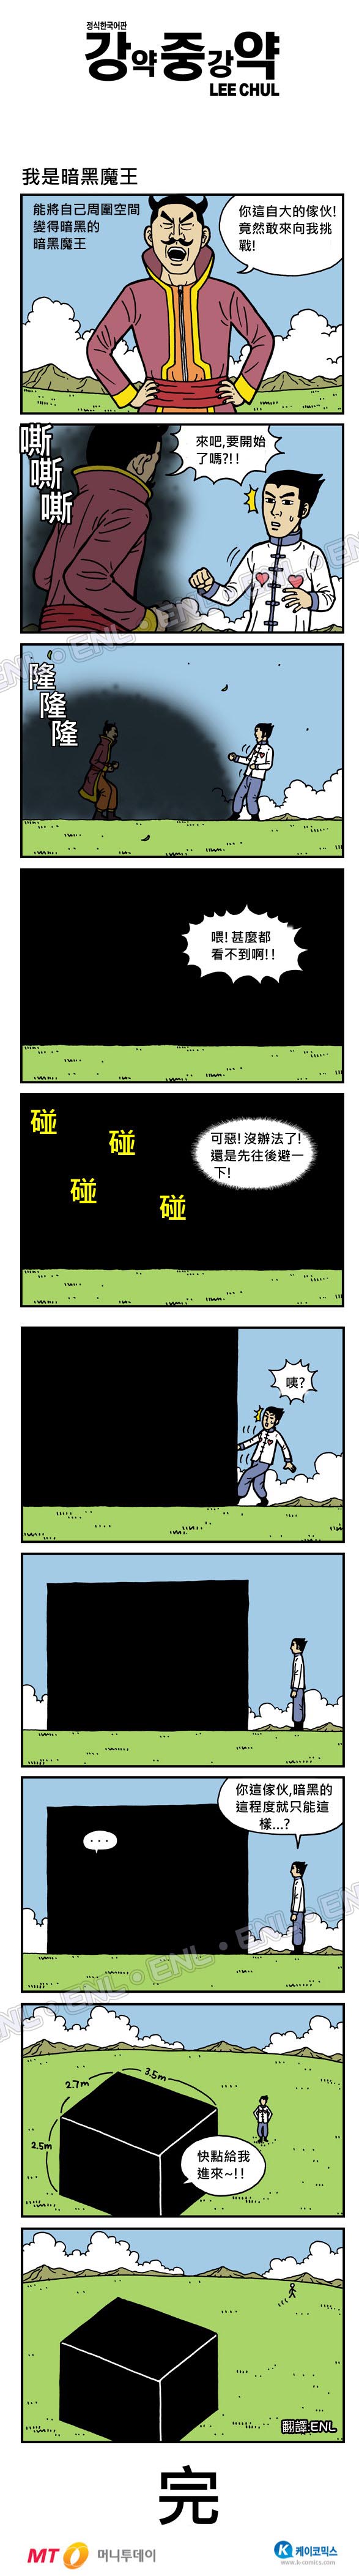 정식한국어판
강약중강약
LEE CHUL
我是暗黑魔王
能將自己周圍空間
變得暗黑的
暗黑魔王
你這自大的傢伙!
竟然敢來向我挑
戰!
嘶
嘶
嘶
來吧,要開始
了嗎?!!
ENL
隆
隆
隆
喂! 甚麼都
看不到啊!!
碰
碰
碰
碰
可惡! 沒辦法了!
還是先往後避一
下!
咦?
你這傢伙,暗黑的
這程度就只能這
樣...?
...
ENL • ENL • ENL • ENL
2.5m
2.7m
3.5m
快點給我
進來~!!
翻譯:ENL
完
MT 머니투데이
케이코믹스
www.k-comics.com